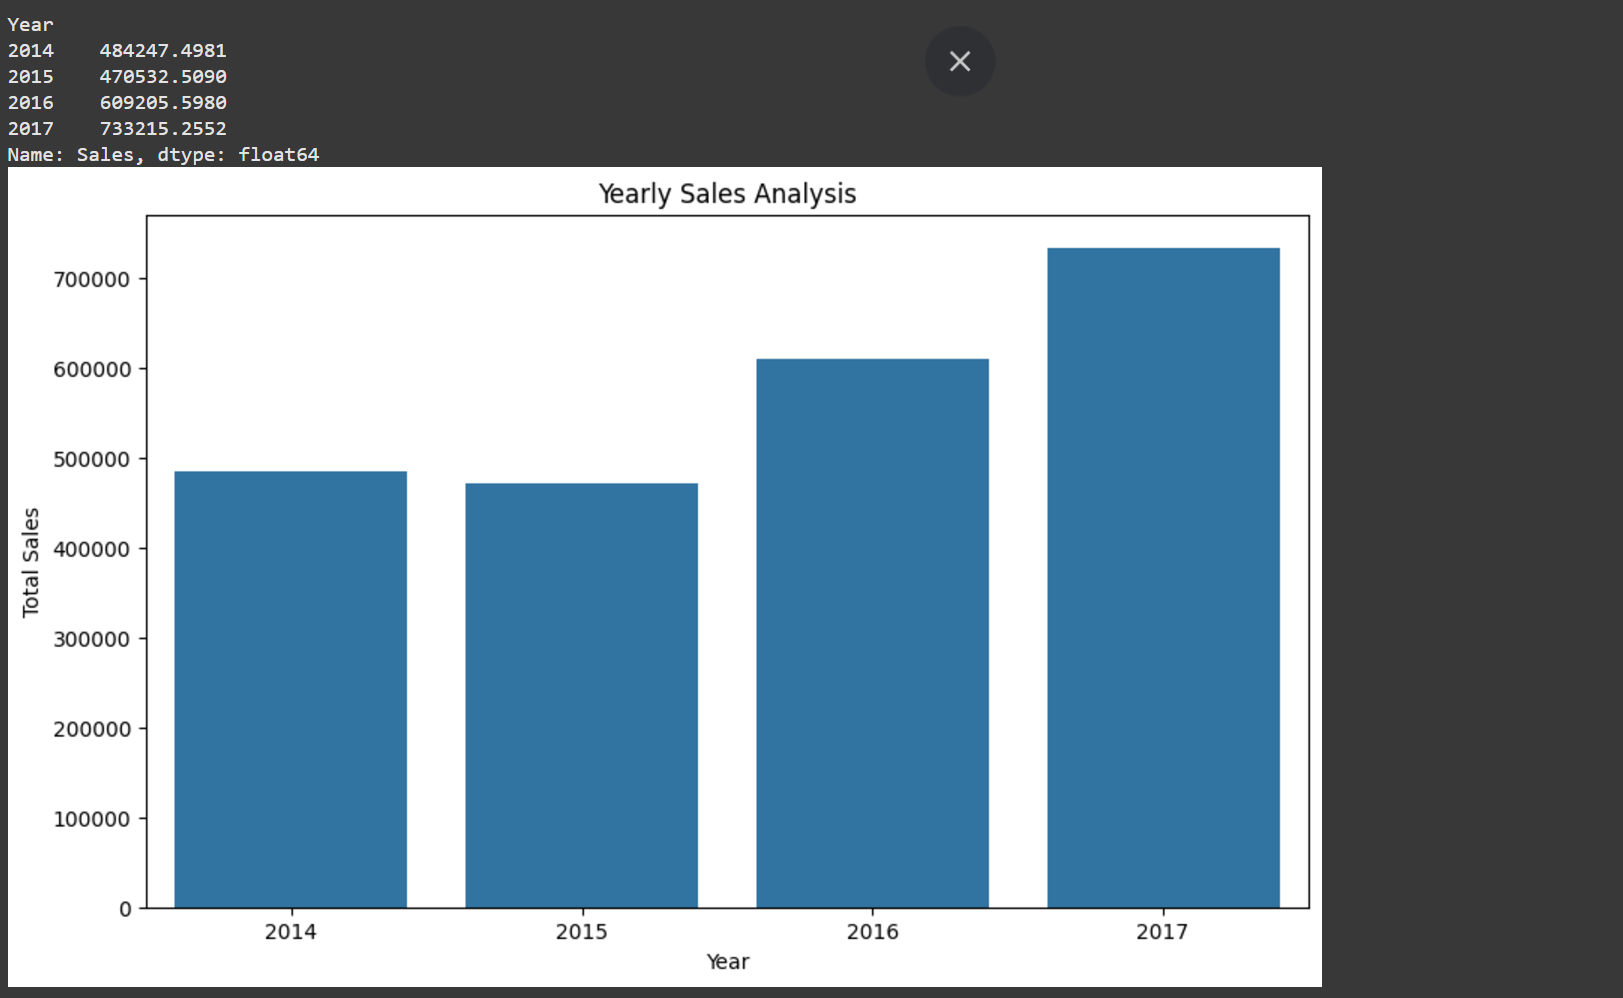 Year
2014    484247.4981
2015    470532.5090
2016    609205.5980
2017    733215.2552
Name: Sales, dtype: float64
Yearly Sales Analysis
Total Sales
700000
600000
500000
400000
300000
200000
100000
0
2014 2015 2016 2017
Year